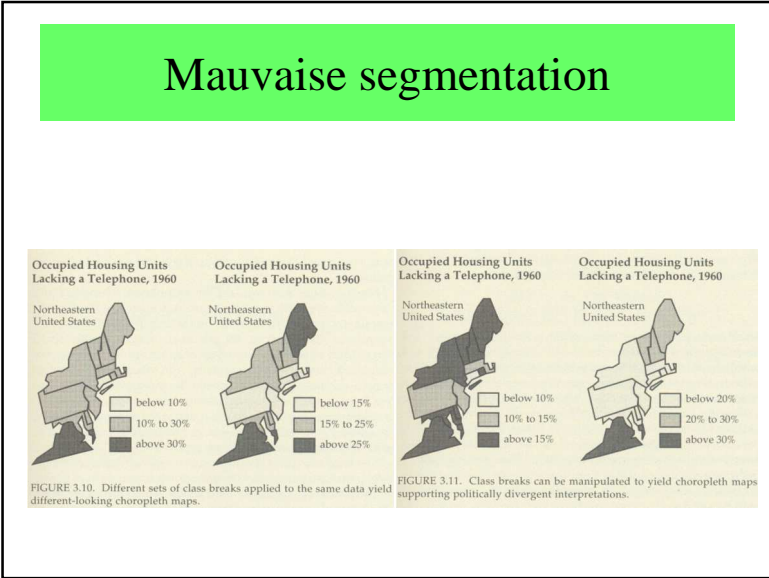 Mauvaise segmentation
Occupied Housing Units
Lacking a Telephone, 1960
Northeastern
United States
below 10%
10% to 30%
above 30%
Occupied Housing Units
Lacking a Telephone, 1960
Northeastern
United States
below 15%
15% to 25%
above 25%
FIGURE 3.10. Different sets of class breaks applied to the same data yield
different-looking choropleth maps.
Occupied Housing Units
Lacking a Telephone, 1960
Northeastern
United States
below 10%
10% to 15%
above 15%
Occupied Housing Units
Lacking a Telephone, 1960
Northeastern
United States
below 20%
20% to 30%
above 30%
FIGURE 3.11. Class breaks can be manipulated to yield choropleth maps
supporting politically divergent interpretations.